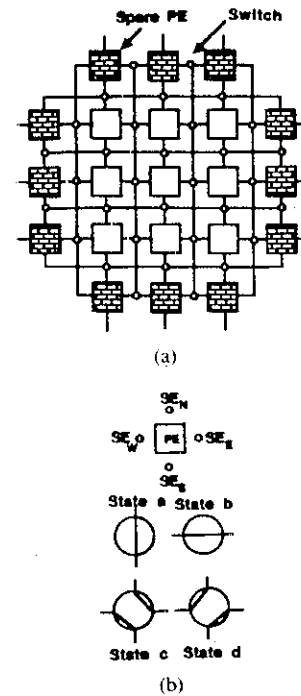 Spare PE
Switch
(a)
SE_N
SE_W PE SE_E
SE_S
State a State b
State c State d
(b)